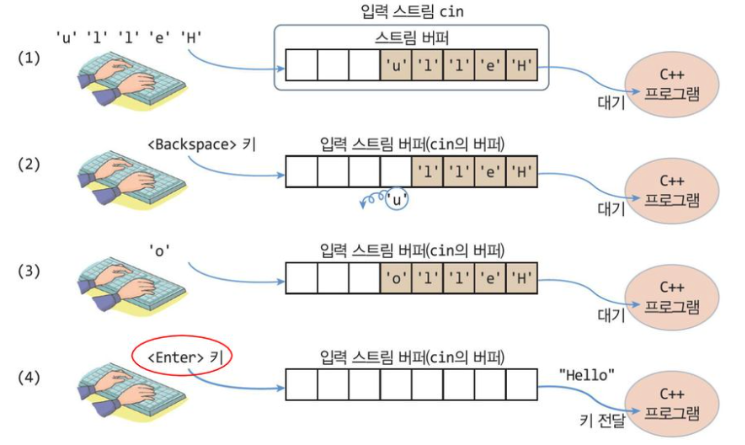 입력 스트림 cin
'u' 'l' 'l' 'e' 'H'
스트림 버퍼
(1)
'u' 'l' 'l' 'e' 'H'
C++
프로그램
대기
(2)
<Backspace> 키
입력 스트림 버퍼(cin의 버퍼)
'l' 'l' 'e' 'H'
'u'
C++
프로그램
대기
(3)
'o'
입력 스트림 버퍼(cin의 버퍼)
'o' 'l' 'l' 'e' 'H'
C++
프로그램
대기
(4)
<Enter> 키
입력 스트림 버퍼(cin의 버퍼)
"Hello"
키 전달
C++
프로그램